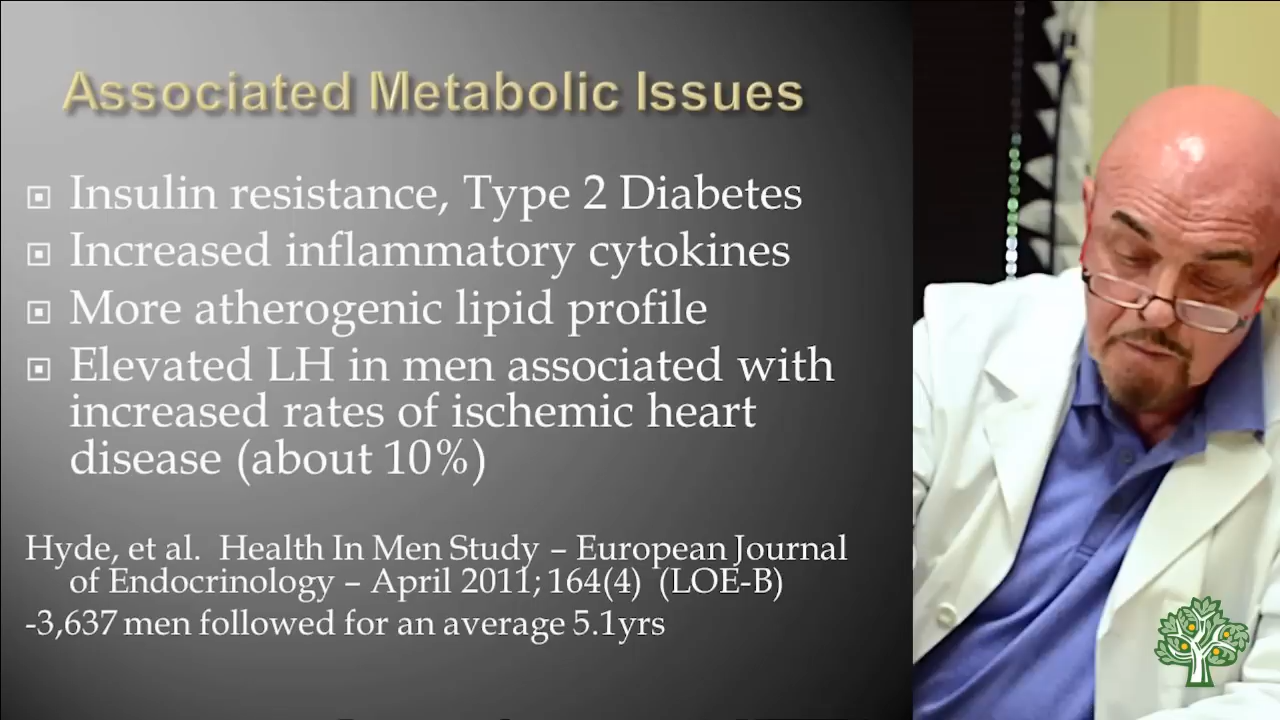 Associated Metabolic Issues
Insulin resistance, Type 2 Diabetes
Increased inflammatory cytokines
More atherogenic lipid profile
Elevated LH in men associated with
increased rates of ischemic heart
disease (about 10%)
Hyde, et al. Health In Men Study – European Journal
of Endocrinology – April 2011; 164(4) (LOE-B)
-3,637 men followed for an average 5.1yrs